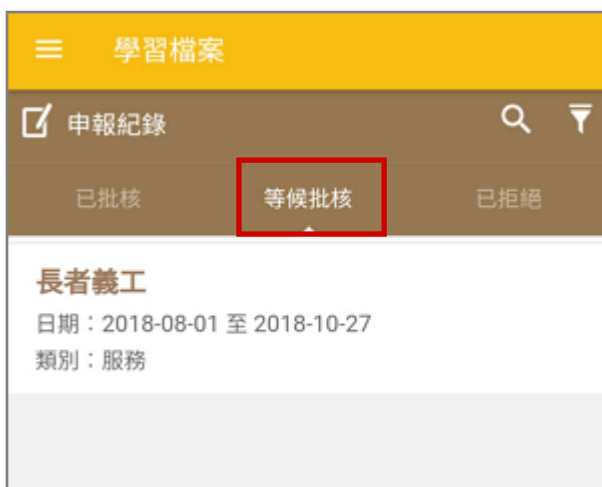 學習檔案
申報紀錄
已批核 等候批核 已拒絕
長者義工
日期：2018-08-01 至 2018-10-27
類別：服務